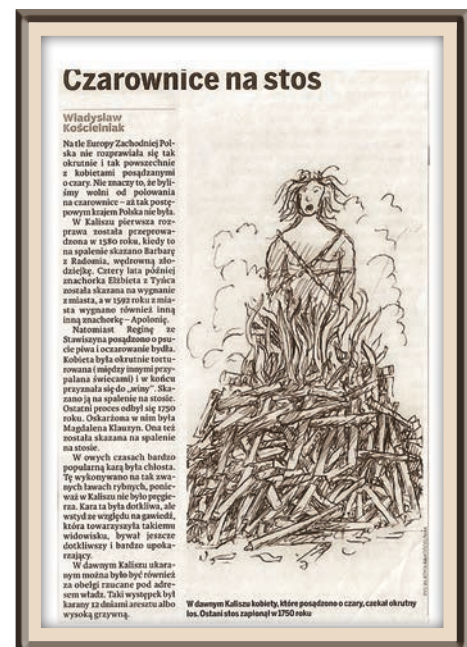 Czarownice na stos
Władysław
Kościelniak
Na tle Europy Zachodniej Pol-
ska nie rozprawiała się tak
okrutnie i tak powszechnie
z kobietami posądzanymi
o czary. Nie znaczy to, że byli-
śmy wolni od polowania
na czarownice – aż tak postę-
powym krajem Polska nie była.
W Kaliszu pierwsza roz-
prawa została przeprowa-
dzona w 1580 roku, kiedy to
na spalenie skazano Barbarę
z Radomia, wędrowną zło-
dziejkę. Cztery lata później
znachorka Elżbieta z Tyńca
została skazana na wygnanie
z miasta, a w 1592 roku z mia-
sta wygnano również inną
inną znachorkę – Apolonię.
Natomiast Reginę ze
Stawiszyna posądzono o psu-
cie piwa i oczarowanie bydła.
Kobieta była okrutnie tortu-
rowana ( między innymi przy-
palana świecami) i w końcu
przyznała się do „winy”. Ska-
zano ją na spalenie na stosie.
Ostatni proces odbył się 1750
roku. Oskarżona w nim była
Magdalena Klauzyn. Ona też
została skazana na spalenie
na stosie.
W owych czasach bardzo
popularną karą była chłosta.
Tę wykonywano na tak zwa-
nych ławach rybnych, ponie-
waż w Kaliszu nie było pręgie-
rza. Kara ta była dotkliwa, ale
wstyd ze względu na gawiedź,
która towarzyszyła takiemu
widowisku, bywał jeszcze
dotkliwszy i bardzo upoka-
rzający.
W dawnym Kaliszu ukara-
nym można było być również
za obelgi rzucane pod adre-
sem władz. Taki występek był
karany 12 dniami aresztu albo
wysoką grzywną.
W dawnym Kaliszu kobiety, które posądzono o czary, czekał okrutny
los. Ostani stos zapłonął w 1750 roku